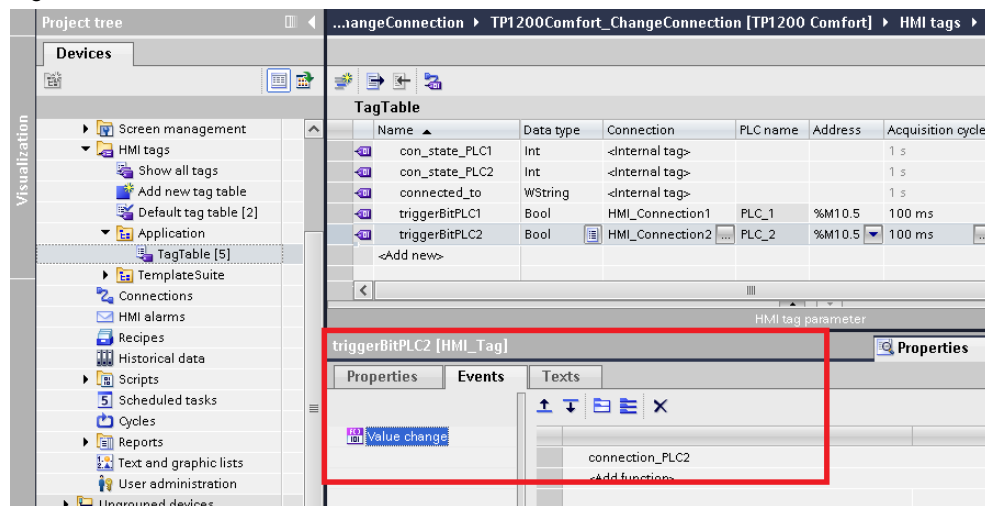 Project tree
...nangeConnection ▸ TP1200Comfort_ChangeConnection [TP1200 Comfort] ▸ HMI tags ▸
Devices
Visualization
Screen management
HMI tags
Show all tags
Add new tag table
Default tag table [2]
Application
TagTable [5]
TemplateSuite
Connections
HMI alarms
Recipes
Historical data
Scripts
Scheduled tasks
Cycles
Reports
Text and graphic lists
User administration
Ungrouped devices
TagTable
Name Data type Connection PLC name Address Acquisition cycle
con_state_PLC1 Int <Internal tag> 1 s
con_state_PLC2 Int <Internal tag> 1 s
connected_to WString <Internal tag> 1 s
triggerBitPLC1 Bool HMI_Connection1 PLC_1 %M10.5 100 ms
triggerBitPLC2 Bool HMI_Connection2 ... PLC_2 %M10.5 100 ms
<Add new>
HMI tag parameter
triggerBitPLC2 [HMI_Tag]
Properties
Properties Events Texts
Value change
connection_PLC2
<Add function>